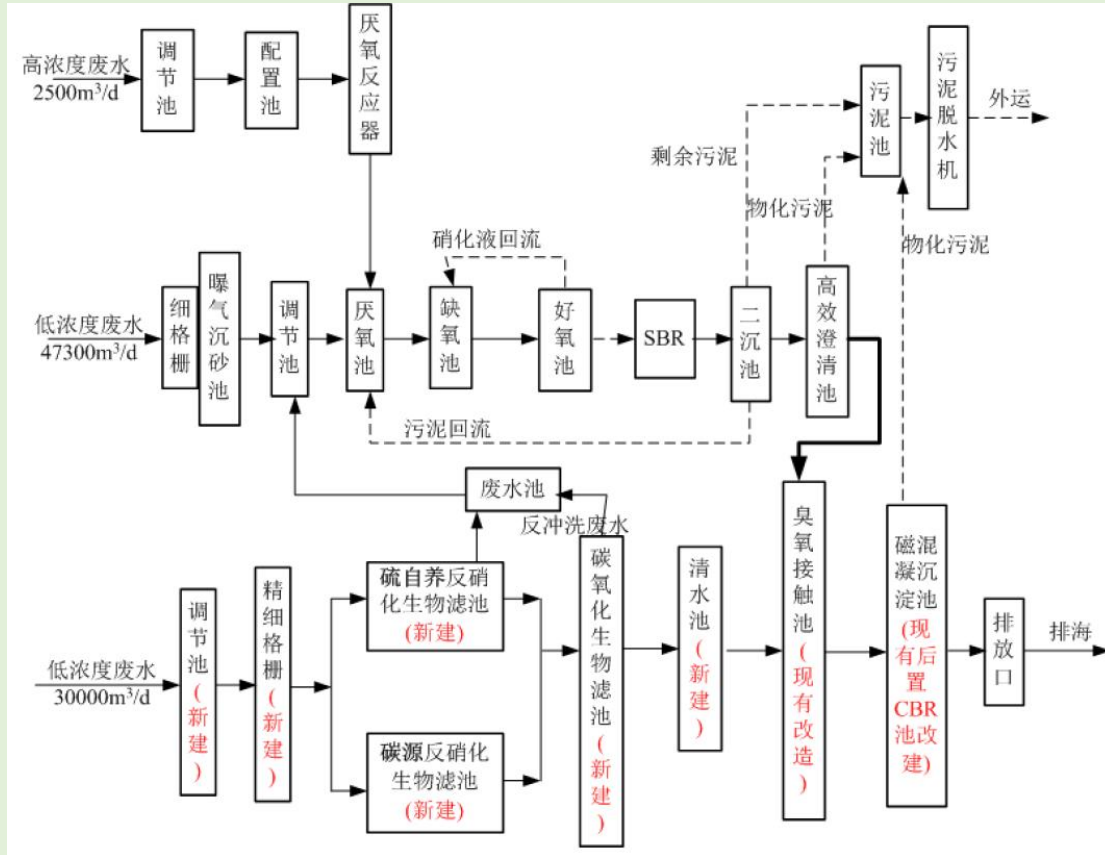 高浓度废水
2500m³/d
调节池
配置池
厌氧反应器
污泥池
污泥脱水机
外运
剩余污泥
物化污泥
物化污泥
硝化液回流
低浓度废水
47300m³/d
细格栅
曝气沉砂池
调节池
厌氧池
缺氧池
好氧池
SBR
二沉池
高效澄清池
污泥回流
废水池
反冲洗废水
低浓度废水
30000m³/d
调节池(新建)
精细格栅(新建)
硫自养反硝
化生物滤池
(新建)
碳源反硝化
生物滤池
(新建)
碳氧化生物滤池(新建)
清水池(新建)
臭氧接触池(现有改造)
磁混
凝沉
淀池
(现
有后
置
CBR
池改
建)
排放口
排海